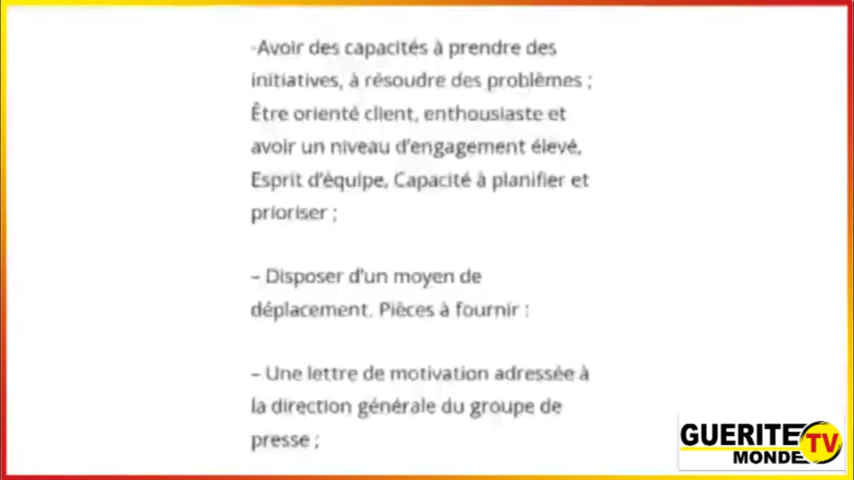 -Avoir des capacités à prendre des
initiatives, à résoudre des problèmes ;
Être orienté client, enthousiaste et
avoir un niveau d'engagement élevé,
Esprit d'équipe, Capacité à planifier et
prioriser ;
– Disposer d'un moyen de
déplacement. Pièces à fournir :
– Une lettre de motivation adressée à
la direction générale du groupe de
presse ;
GUERITE TV
MONDE